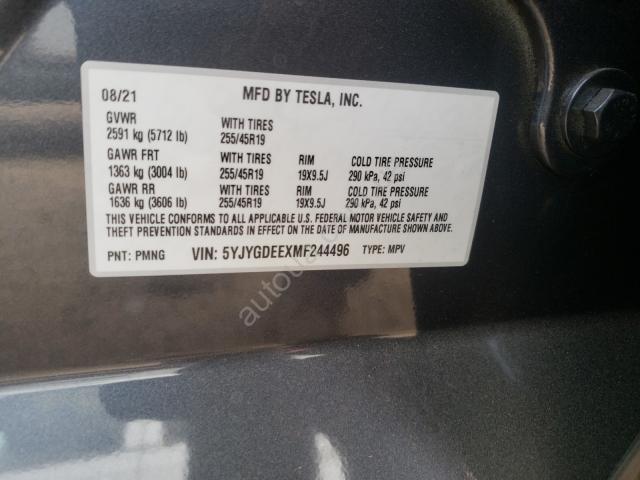 08/21 MFD BY TESLA, INC.
GVWR WITH TIRES
2591 kg (5712 lb) 255/45R19
GAWR FRT WITH TIRES RIM COLD TIRE PRESSURE
1363 kg (3004 lb) 255/45R19 19X9.5J 290 kPa, 42 psi
GAWR RR WITH TIRES RIM COLD TIRE PRESSURE
1636 kg (3606 lb) 255/45R19 19X9.5J 290 kPa, 42 psi
THIS VEHICLE CONFORMS TO ALL APPLICABLE U.S. FEDERAL MOTOR VEHICLE SAFETY AND
THEFT PREVENTION STANDARDS IN EFFECT ON THE DATE OF MANUFACTURE SHOWN ABOVE.
PNT: PMNG VIN: 5YJYGDEEXMF244496 TYPE: MPV